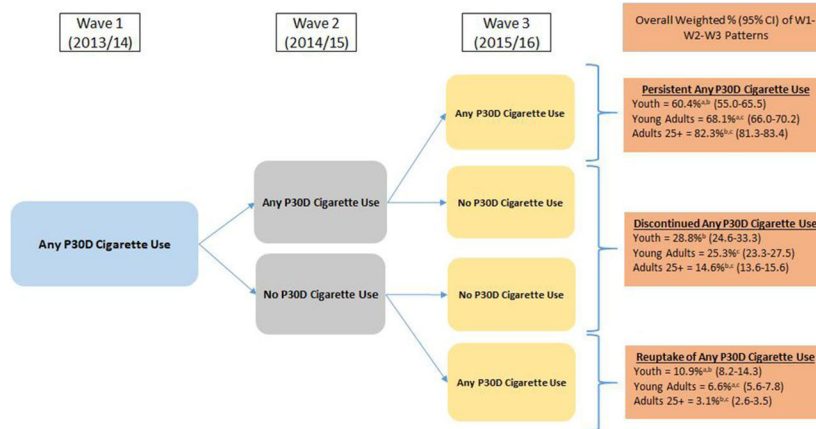 Wave 1
(2013/14)
Wave 2
(2014/15)
Wave 3
(2015/16)
Overall Weighted % (95% CI) of W1-
W2-W3 Patterns
Any P30D Cigarette Use
Any P30D Cigarette Use
No P30D Cigarette Use
Any P30D Cigarette Use
No P30D Cigarette Use
No P30D Cigarette Use
Any P30D Cigarette Use
Persistent Any P30D Cigarette Use
Youth = 60.4%ᵃ,ᵇ (55.0-65.5)
Young Adults = 68.1%ᵃ,ᶜ (66.0-70.2)
Adults 25+ = 82.3%ᵇ,ᶜ (81.3-83.4)
Discontinued Any P30D Cigarette Use
Youth = 28.8%ᵇ (24.6-33.3)
Young Adults = 25.3%ᶜ (23.3-27.5)
Adults 25+ = 14.6%ᵇ,ᶜ (13.6-15.6)
Reuptake of Any P30D Cigarette Use
Youth = 10.9%ᵃ,ᵇ (8.2-14.3)
Young Adults = 6.6%ᵃ,ᶜ (5.6-7.8)
Adults 25+ = 3.1%ᵇ,ᶜ (2.6-3.5)